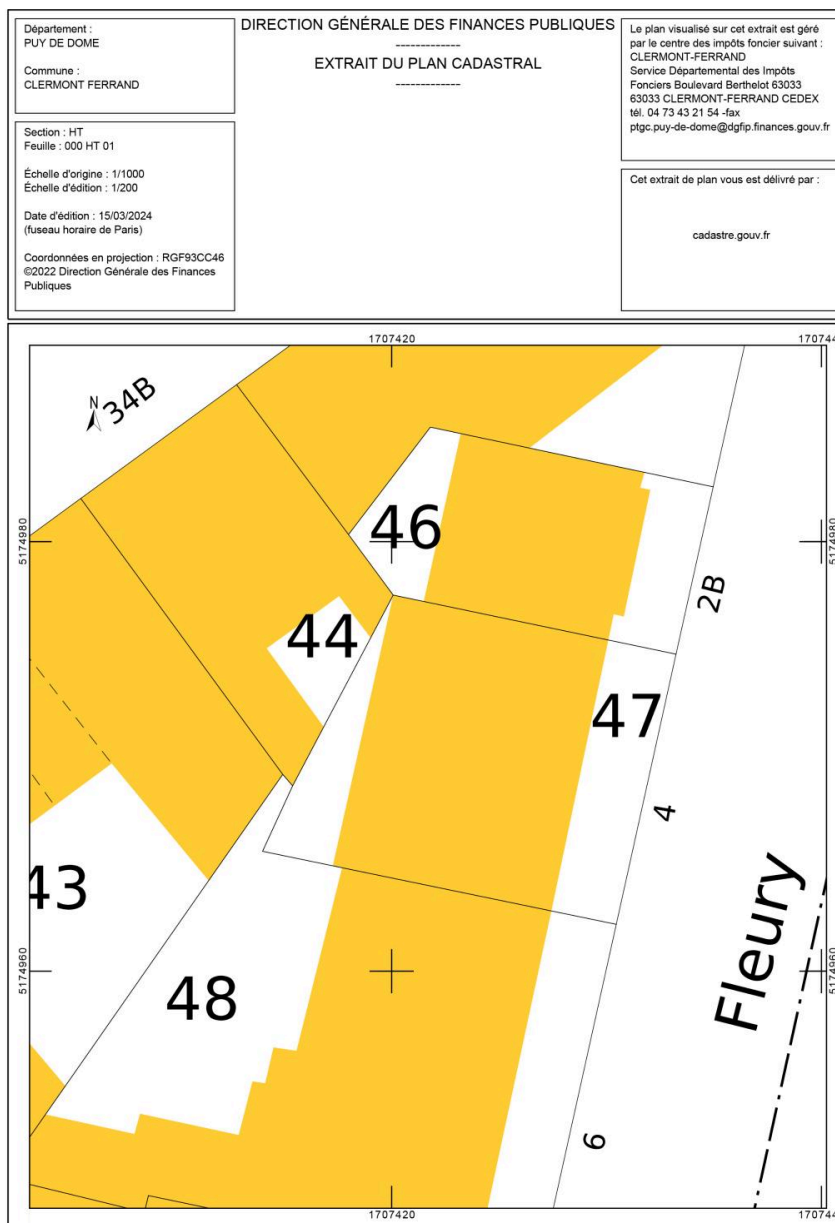 Département :
PUY DE DOME
Commune :
CLERMONT FERRAND
Section : HT
Feuille : 000 HT 01
Échelle d'origine : 1/1000
Échelle d'édition : 1/200
Date d'édition : 15/03/2024
(fuseau horaire de Paris)
Coordonnées en projection : RGF93CC46
©2022 Direction Générale des Finances
Publiques
DIRECTION GÉNÉRALE DES FINANCES PUBLIQUES
-------------
EXTRAIT DU PLAN CADASTRAL
-------------
Le plan visualisé sur cet extrait est géré
par le centre des impôts foncier suivant :
CLERMONT-FERRAND
Service Départemental des Impôts
Fonciers Boulevard Berthelot 63033
63033 CLERMONT-FERRAND CEDEX
tél. 04 73 43 21 54 -fax
ptgc.puy-de-dome@dgfip.finances.gouv.fr
Cet extrait de plan vous est délivré par :
cadastre.gouv.fr
1707420
170744
N
34B
46
5174980
5174980
2B
44
47
4
43
Fleury
48
5174960
5174960
6
1707420
170744